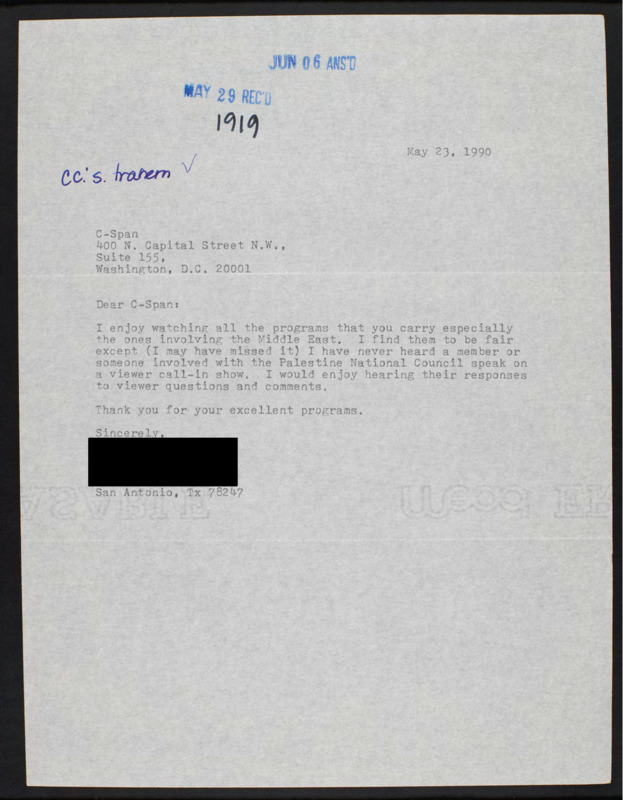 JUN 06 ANS'D
MAY 29 REC'D
1919
May 23, 1990
cc: S.
C-Span
400 N. Capital Street N.W.,
Suite 155,
Washington, D.C. 20001
Dear C-Span:
I enjoy watching all the programs that you carry especially
the ones involving the Middle East. I find them to be fair
except (I may have missed it) I have never heard a member or
someone involved with the Palestine National Council speak on
a viewer call-in show. I would enjoy hearing their responses
to viewer questions and comments.
Thank you for your excellent programs.
Sincerely,
San Antonio, Tx 78247